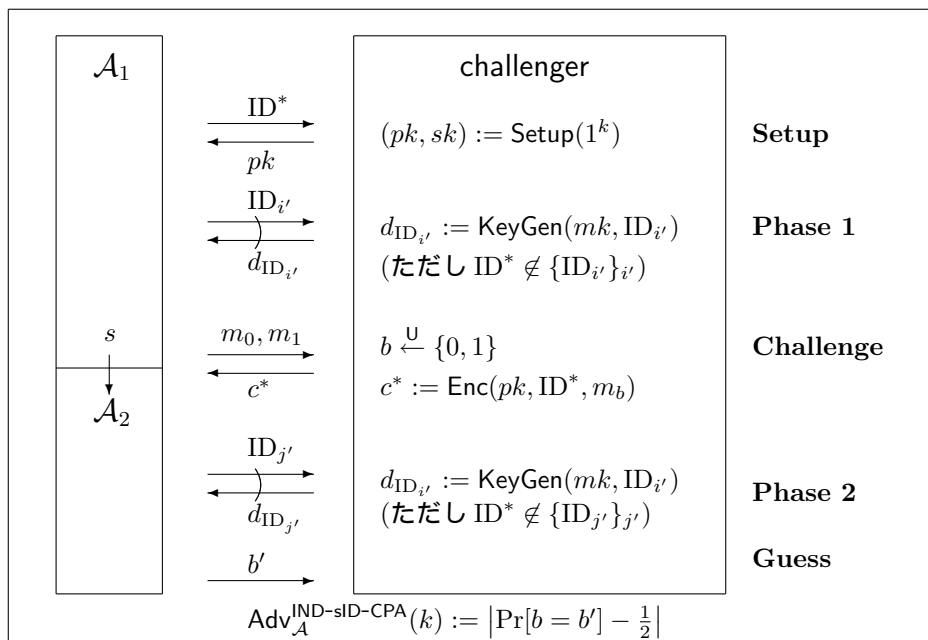 𝒜₁ challenger
ID*
(pk, sk) := Setup(1ᵏ) Setup
pk
ID_{i'}
d_{ID_{i'}} := KeyGen(mk, ID_{i'}) Phase 1
d_{ID_{i'}} (ただし ID* ∉ {ID_{i'}}_{i'})
s m₀, m₁ b ←^U {0, 1} Challenge
c* c* := Enc(pk, ID*, m_b)
𝒜₂
ID_{j'}
d_{ID_{i'}} := KeyGen(mk, ID_{i'}) Phase 2
d_{ID_{j'}} (ただし ID* ∉ {ID_{j'}}_{j'})
b' Guess
Adv_𝒜^{IND-sID-CPA}(k) := |Pr[b = b'] − 1/2|